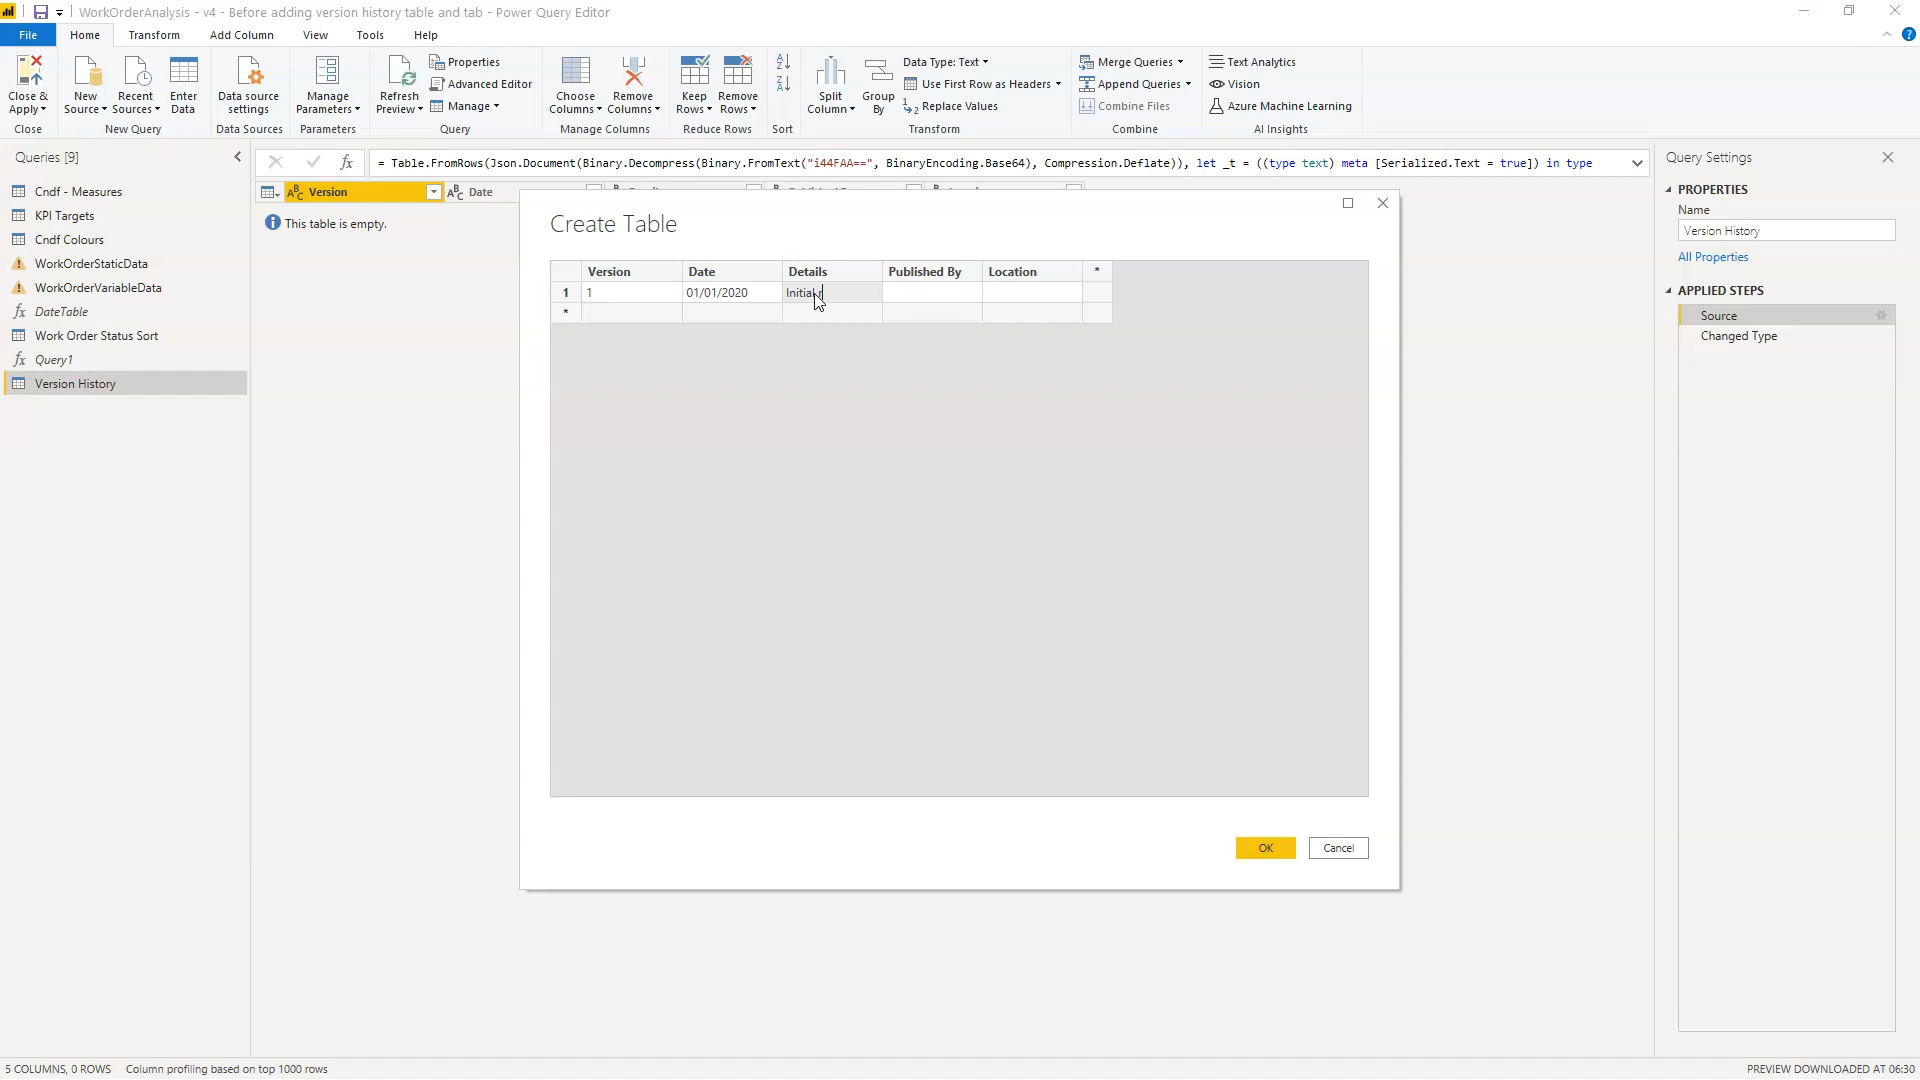 WorkOrderAnalysis - v4 - Before adding version history table and tab - Power Query Editor
File Home Transform Add Column View Tools Help
Close & Apply
New Source
Recent Sources
Enter Data
Data source settings
Manage Parameters
Refresh Preview
Properties
Advanced Editor
Manage
Choose Columns
Remove Columns
Keep Rows
Remove Rows
Split Column
Group By
Data Type: Text
Use First Row as Headers
Replace Values
Merge Queries
Append Queries
Combine Files
Text Analytics
Vision
Azure Machine Learning
Close New Query Data Sources Parameters Query Manage Columns Reduce Rows Sort Transform Combine AI Insights
Queries [9]
Cndf - Measures
KPI Targets
Cndf Colours
WorkOrderStaticData
WorkOrderVariableData
DateTable
Work Order Status Sort
Query1
Version History
= Table.FromRows(Json.Document(Binary.Decompress(Binary.FromText("i44FAA==", BinaryEncoding.Base64), Compression.Deflate)), let _t = ((type text) meta [Serialized.Text = true]) in type
Version Date
This table is empty.
Create Table
Version Date Details Published By Location *
1 1 01/01/2020 Initial r
*
OK Cancel
Query Settings
PROPERTIES
Name
Version History
All Properties
APPLIED STEPS
Source
Changed Type
5 COLUMNS, 0 ROWS Column profiling based on top 1000 rows
PREVIEW DOWNLOADED AT 06:30